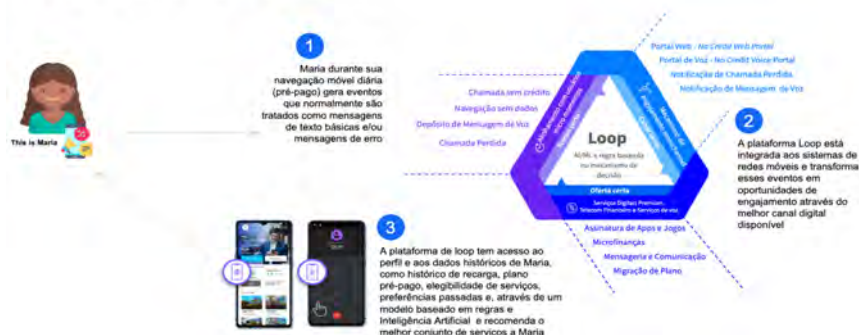 1
Maria durante sua
navegação móvel diária
(pré-pago) gera eventos
que normalmente são
tratados como mensagens
de texto básicas e/ou
mensagens de erro
This is Maria
Chamada sem crédito
Navegação sem dados
Depósito de Mensagem de Voz
Chamada Perdida
Portal Web - No Credit Web Portal
Portal de Voz - No Credit Voice Portal
Notificação de Chamada Perdida
Notificação de Mensagem de Voz
Loop
AI/ML e regra baseada
no mecanismo de
decisão
Oferta certa
Serviços Digitais Premium,
Telecom Financeiro e Serviços de voz
Assinatura de Apps e Jogos
Microfinanças
Mensageria e Comunicação
Migração de Plano
2
A plataforma Loop está
integrada aos sistemas de
redes móveis e transforma
esses eventos em
oportunidades de
engajamento através do
melhor canal digital
disponível
3
A plataforma de loop tem acesso ao
perfil e aos dados históricos de Maria,
como histórico de recarga, plano
pré-pago, elegibilidade de serviços,
preferências passadas e, através de um
modelo baseado em regras e
Inteligência Artificial e recomenda o
melhor conjunto de serviços a Maria